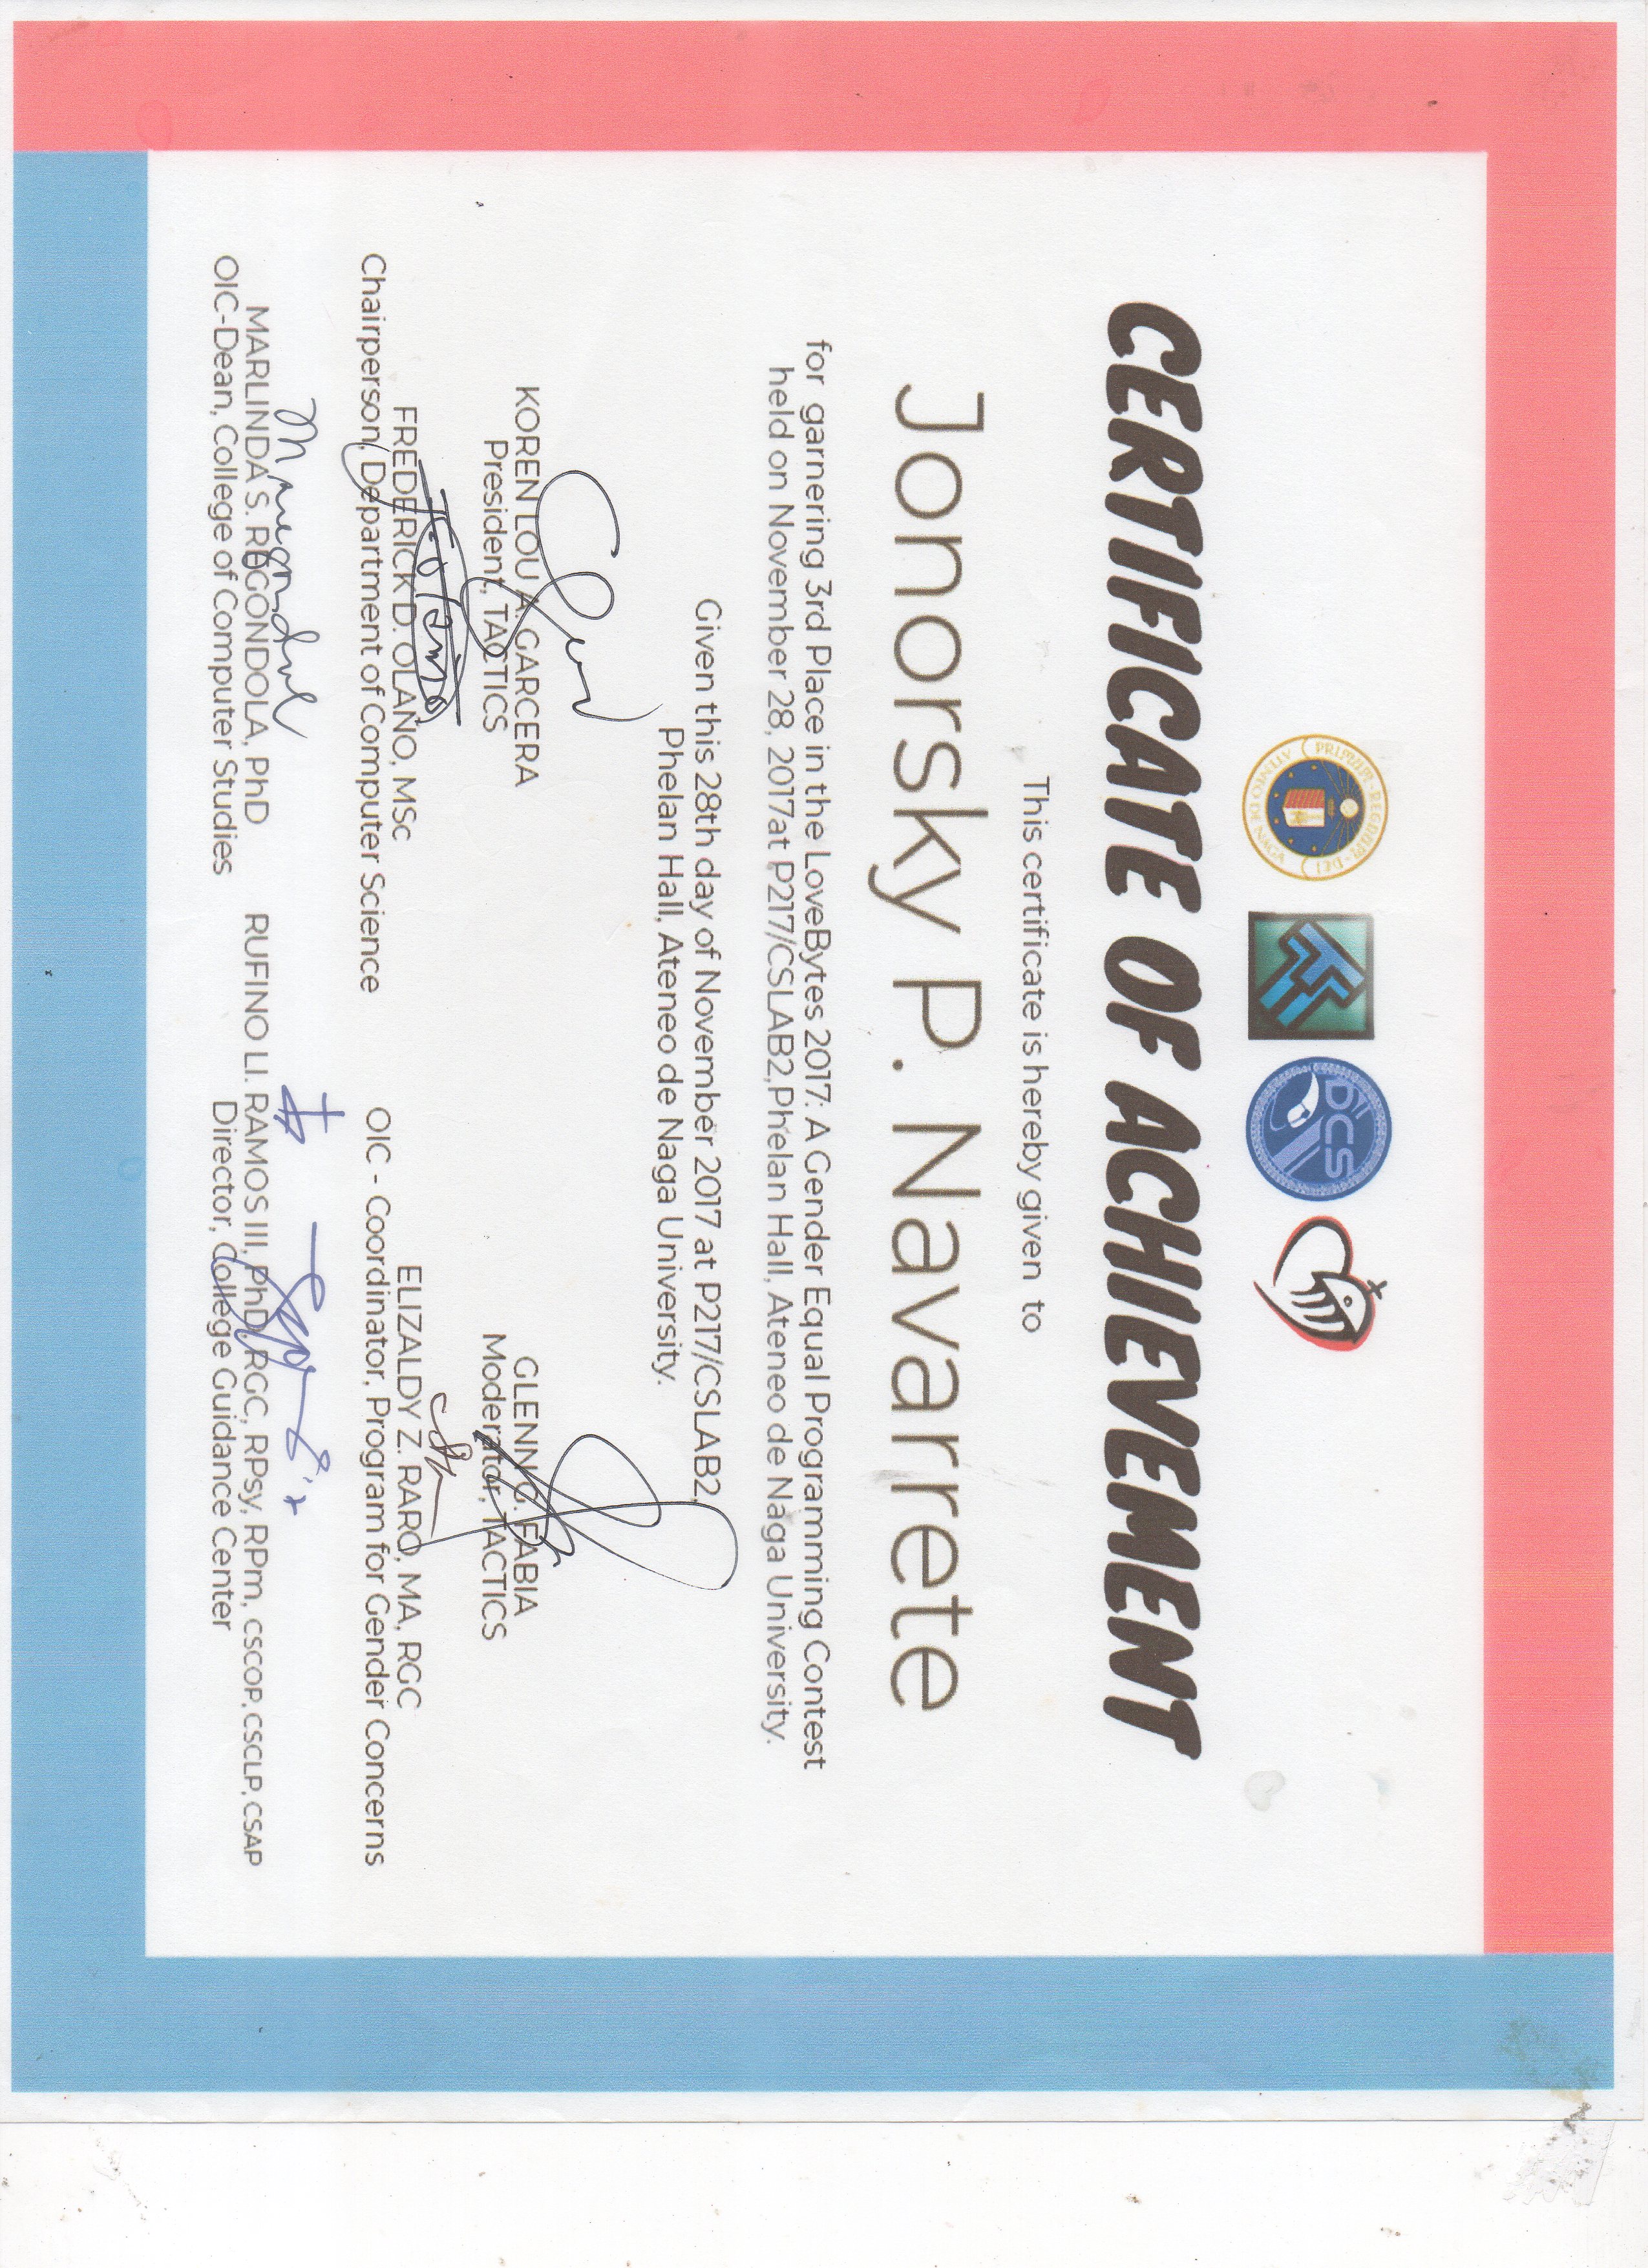 PRIMUM · REGNUM · DEI
ATENEO DE NAGA
DCS
CERTIFICATE OF ACHIEVEMENT
This certificate is hereby given to
Jonorsky P. Navarrete
for garnering 3rd Place in the LoveBytes 2017: A Gender Equal Programming Contest
held on November 28, 2017at P217/CSLAB2,Phelan Hall, Ateneo de Naga University.
Given this 28th day of November 2017 at P217/CSLAB2,
Phelan Hall, Ateneo de Naga University.
KOREN LOU A. GARCERA
President, TACTICS
GLENN G. FABIA
Moderator, TACTICS
FREDERICK D. OLAÑO, MSc
Chairperson, Department of Computer Science
ELIZALDY Z. RARO, MA, RGC
OIC - Coordinator, Program for Gender Concerns
MARLINDA S. REGONDOLA, PhD
OIC-Dean, College of Computer Studies
RUFINO LI. RAMOS III, PhD, RGC, RPsy, RPm, CSCOP, CSCLP, CSAP
Director, College Guidance Center